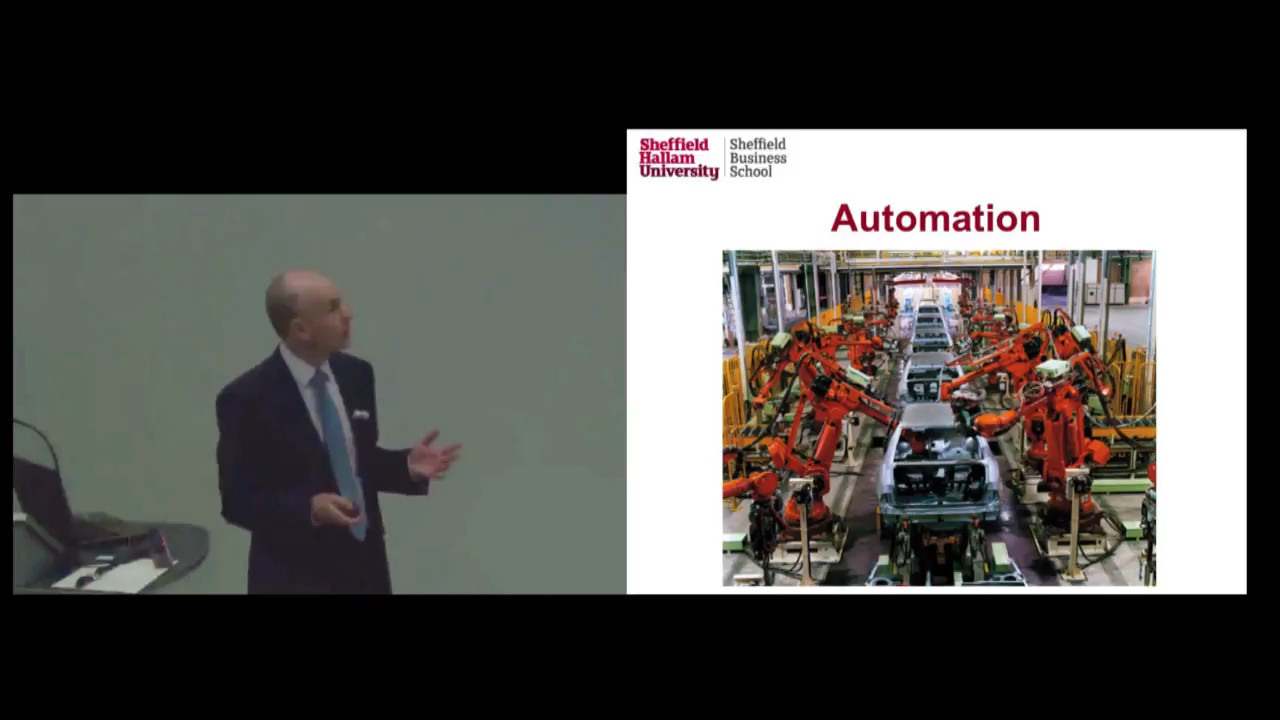 Sheffield
Hallam
University
Sheffield
Business
School
Automation